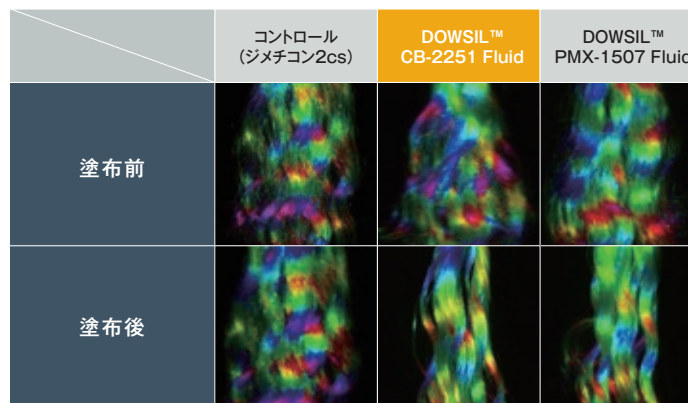 コントロール
(ジメチコン2cs)
DOWSIL™
CB-2251 Fluid
DOWSIL™
PMX-1507 Fluid
塗布前
塗布後